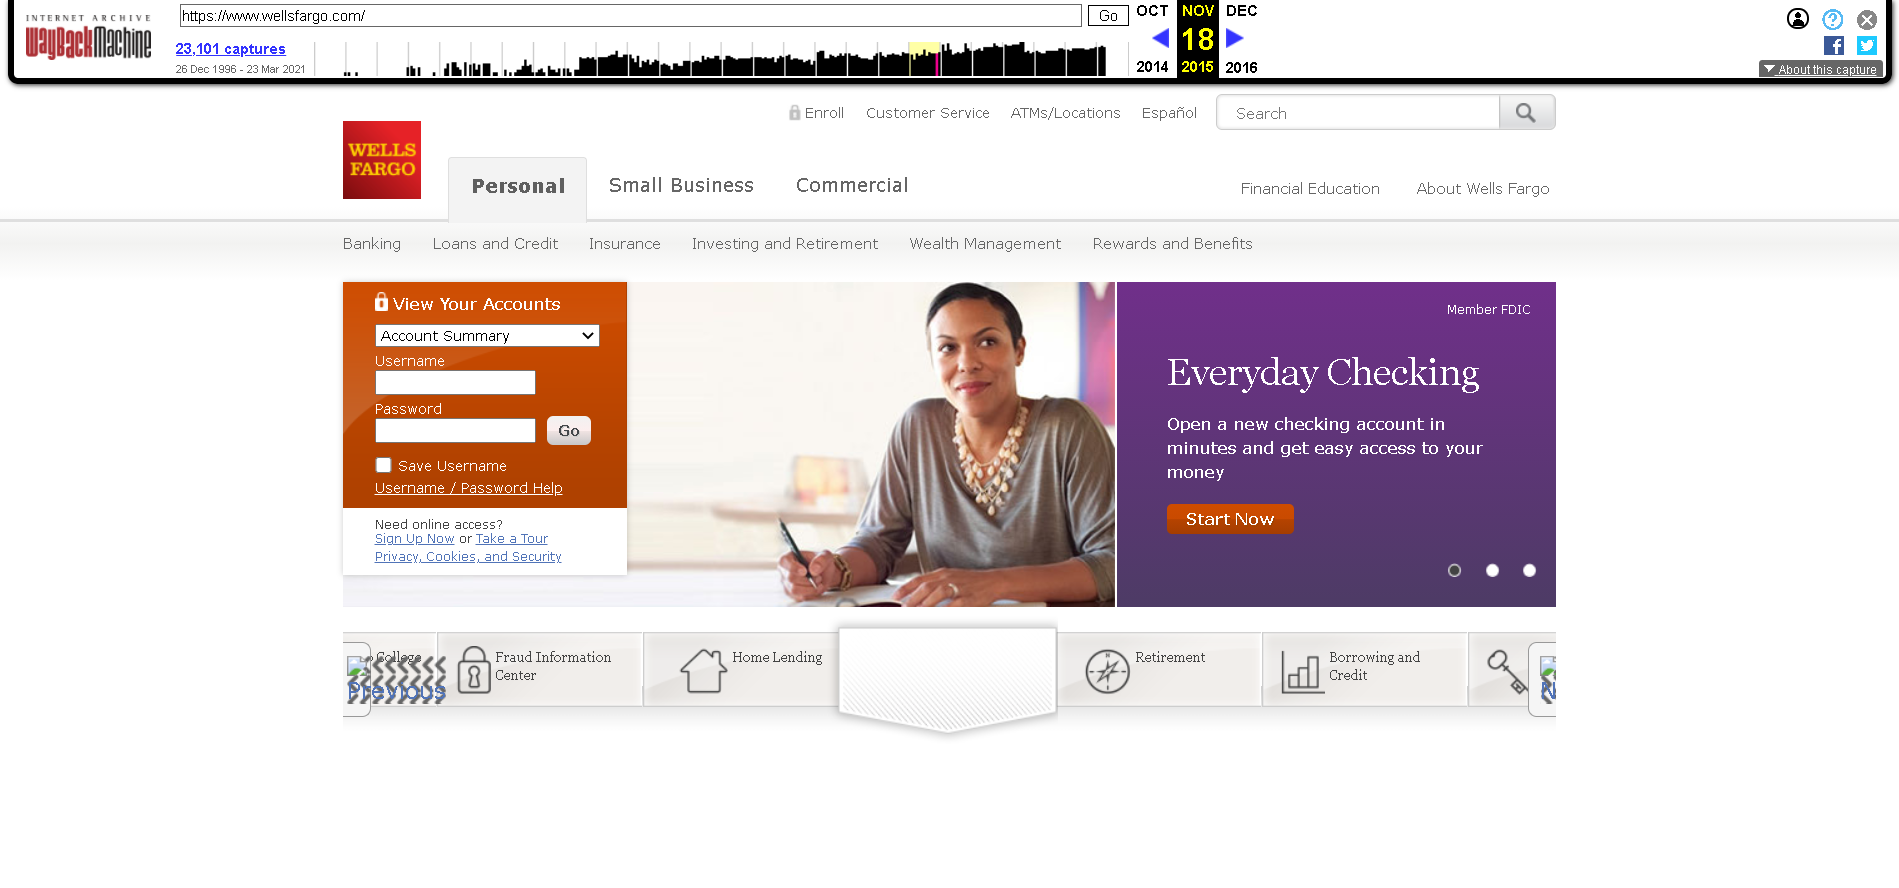 INTERNET ARCHIVE
WayBackMachine
https://www.wellsfargo.com/
Go
OCT NOV DEC
23,101 captures
18
26 Dec 1996 - 23 Mar 2021
2014 2015 2016
About this capture
Enroll Customer Service ATMs/Locations Español Search
WELLS
FARGO
Personal Small Business Commercial Financial Education About Wells Fargo
Banking Loans and Credit Insurance Investing and Retirement Wealth Management Rewards and Benefits
View Your Accounts
Account Summary
Username
Password
Go
Save Username
Username / Password Help
Need online access?
Sign Up Now or Take a Tour
Privacy, Cookies, and Security
Member FDIC
Everyday Checking
Open a new checking account in
minutes and get easy access to your
money
Start Now
College
Previous
Fraud Information
Center
Home Lending
Retirement
Borrowing and
Credit